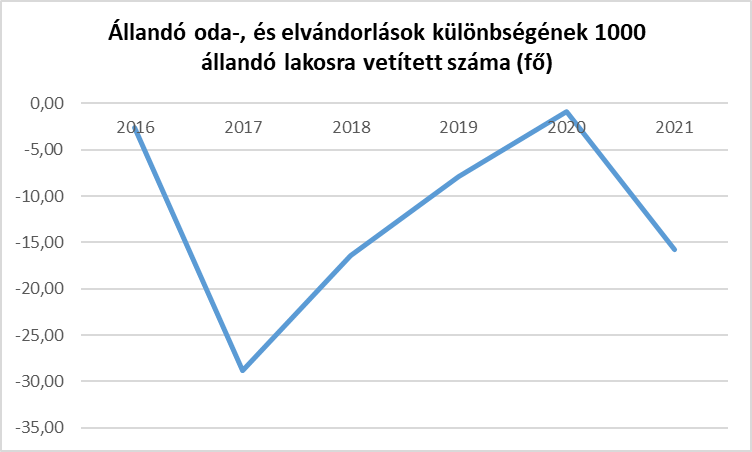 Állandó oda-, és elvándorlások különbségének 1000
állandó lakosra vetített száma (fő)
0,00
2016 2017 2018 2019 2020 2021
-5,00
-10,00
-15,00
-20,00
-25,00
-30,00
-35,00